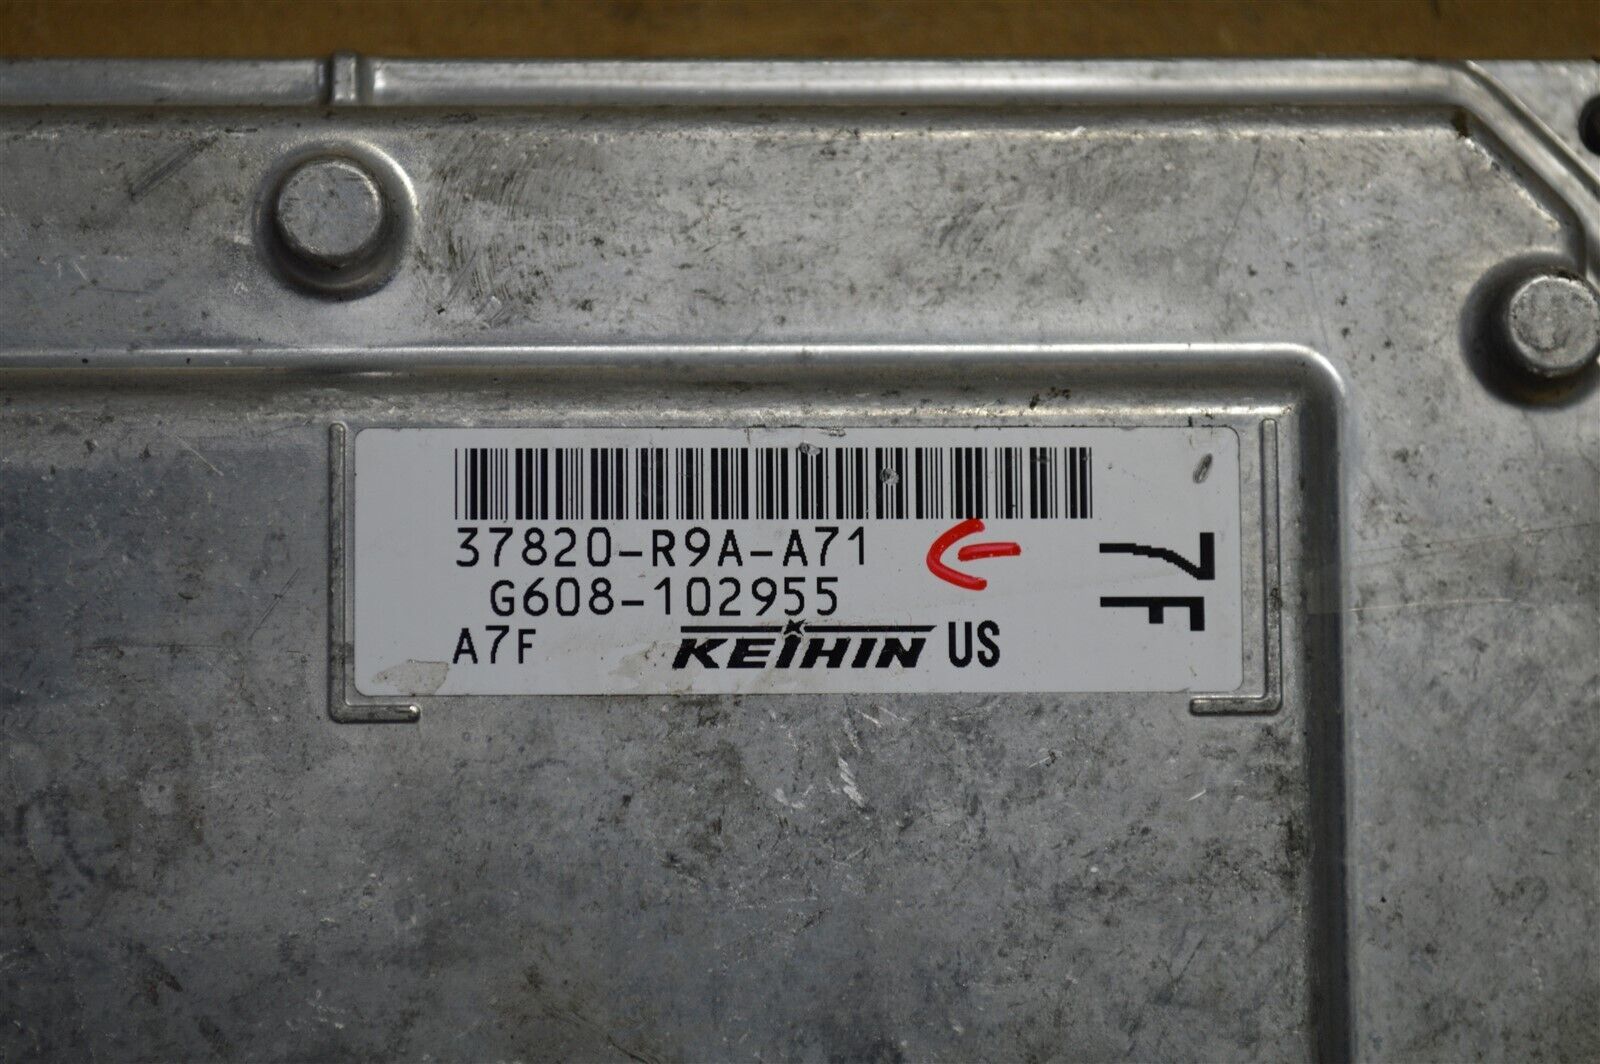 37820-R9A-A71
G608-102955
A7F KEIHIN US
7F